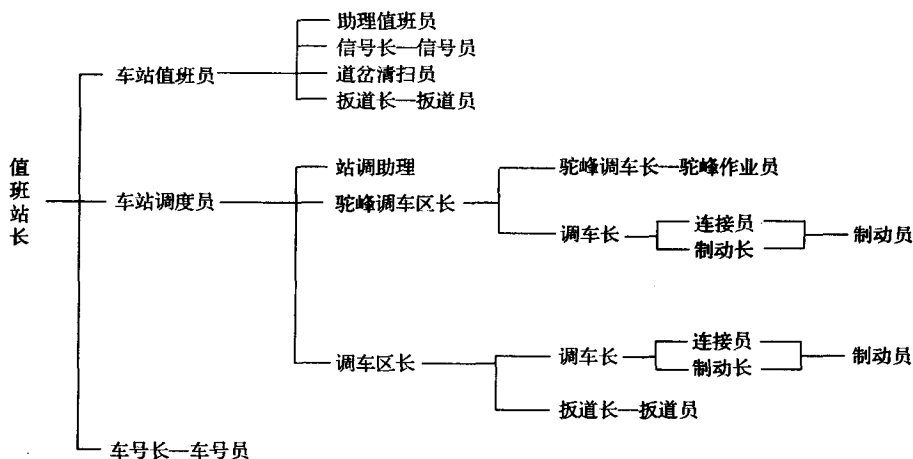 助理值班员
信号长—信号员
车站值班员
道岔清扫员
扳道长—扳道员
值班站长
站调助理
驼峰调车长—驼峰作业员
车站调度员
驼峰调车区长
连接员
调车长
制动员
制动长
连接员
调车区长
调车长
制动员
制动长
扳道长—扳道员
车号长—车号员